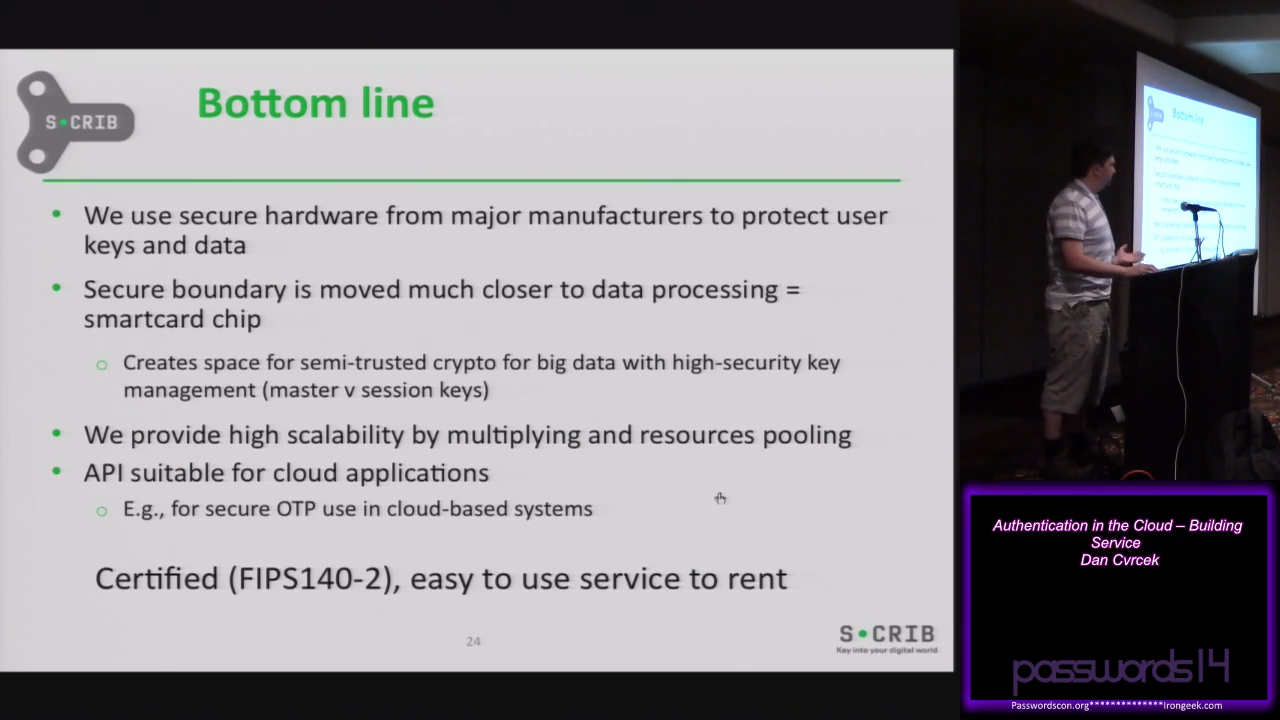 S•CRIB
Bottom line
• We use secure hardware from major manufacturers to protect user
keys and data
• Secure boundary is moved much closer to data processing =
smartcard chip
○ Creates space for semi-trusted crypto for big data with high-security key
management (master v session keys)
• We provide high scalability by multiplying and resources pooling
• API suitable for cloud applications
○ E.g., for secure OTP use in cloud-based systems
Certified (FIPS140-2), easy to use service to rent
24
S•CRIB
Key into your digital world
Bottom line
Authentication in the Cloud – Building
Service
Dan Cvrcek
passwords14
Passwordscon.org**************Irongeek.com